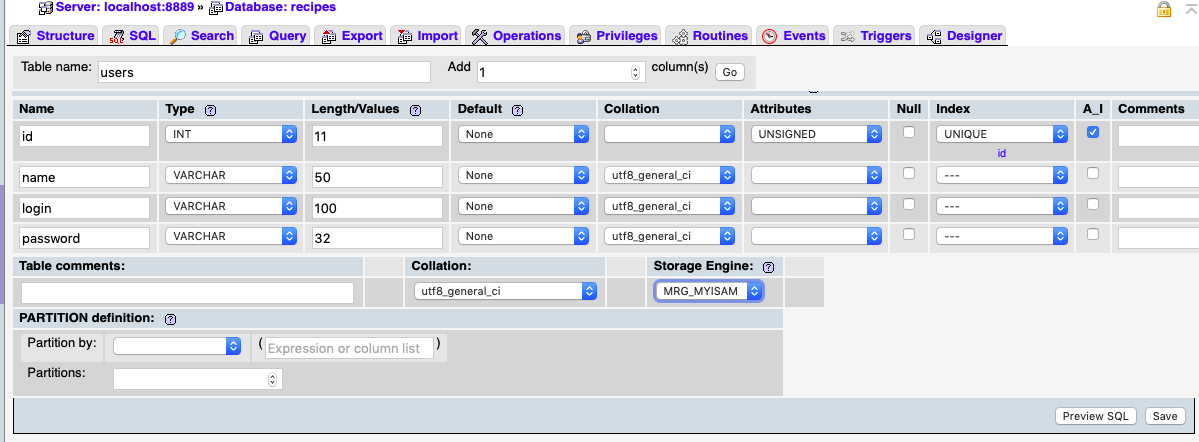 Server: localhost:8889 » Database: recipes
Structure SQL Search Query Export Import Operations Privileges Routines Events Triggers Designer
Table name: users Add 1 column(s) Go
Name Type Length/Values Default Collation Attributes Null Index A_I Comments
id INT 11 None UNSIGNED UNIQUE
id
name VARCHAR 50 None utf8_general_ci ---
login VARCHAR 100 None utf8_general_ci ---
password VARCHAR 32 None utf8_general_ci ---
Table comments: Collation: Storage Engine:
utf8_general_ci MRG_MYISAM
PARTITION definition:
Partition by: ( Expression or column list )
Partitions:
Preview SQL Save